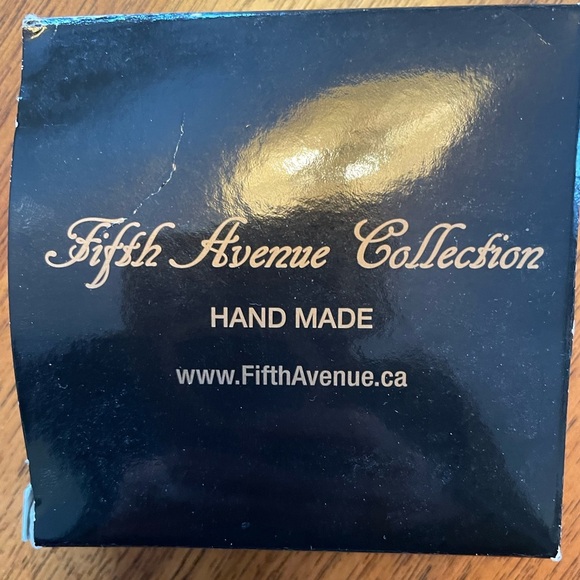 Fifth Avenue Collection
HAND MADE
www.FifthAvenue.ca